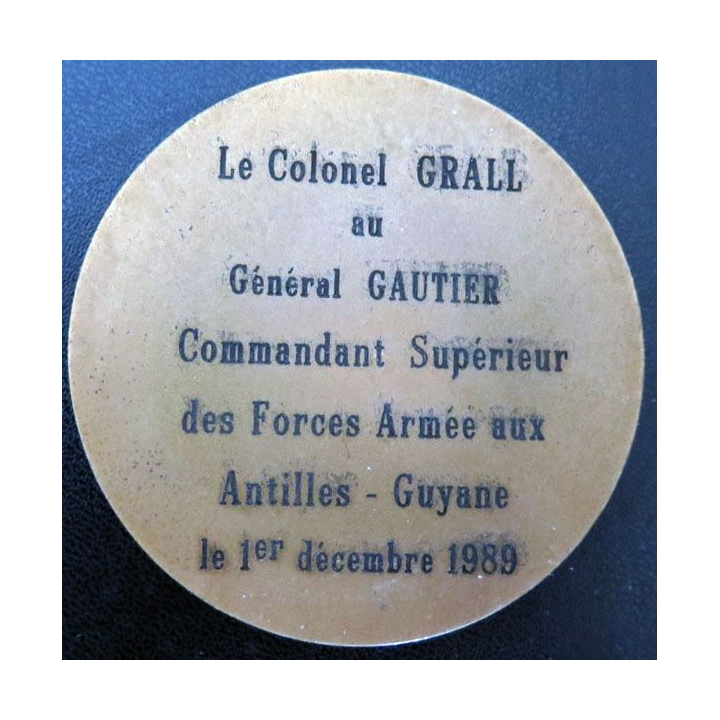 Le Colonel GRALL
au
Général GAUTIER
Commandant Supérieur
des Forces Armée aux
Antilles - Guyane
le 1er décembre 1989